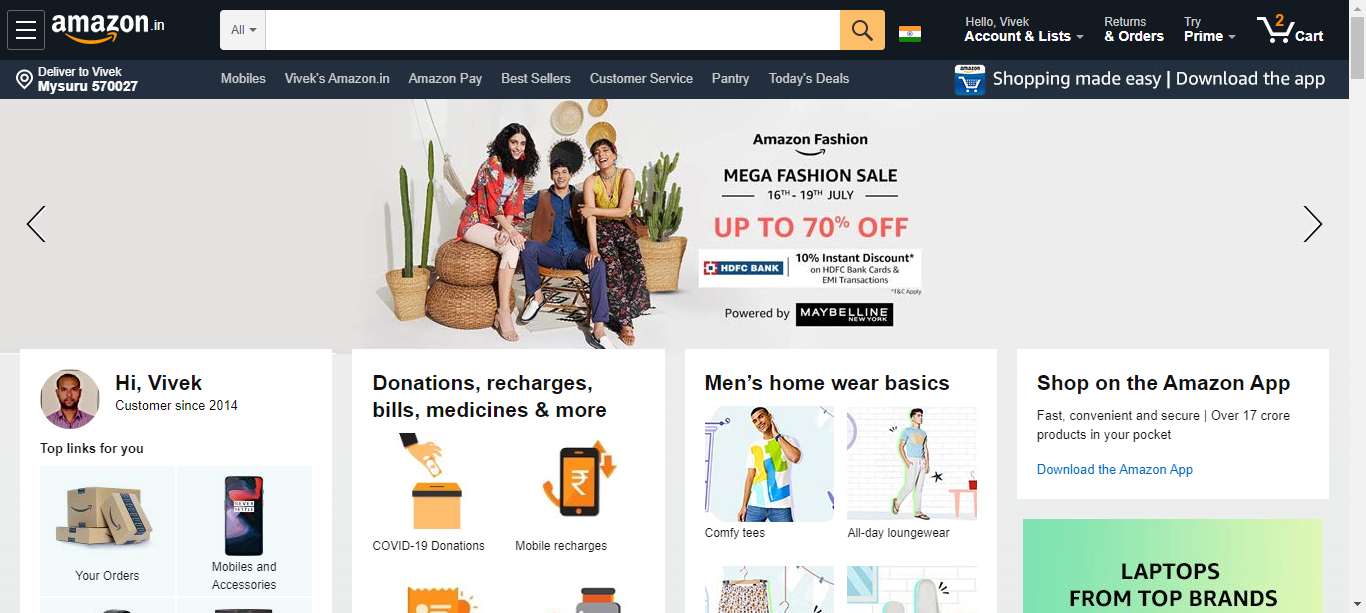 amazon.in
All
Hello, Vivek
Account & Lists
Returns
& Orders
Try
Prime
2
Cart
Deliver to Vivek
Mysuru 570027
Mobiles
Vivek's Amazon.in
Amazon Pay
Best Sellers
Customer Service
Pantry
Today's Deals
amazon
Shopping made easy | Download the app
Amazon Fashion
MEGA FASHION SALE
16TH - 19TH JULY
UP TO 70% OFF
HDFC BANK
10% Instant Discount*
on HDFC Bank Cards &
EMI Transactions
*T&C Apply
Powered by MAYBELLINE
NEW YORK
Hi, Vivek
Customer since 2014
Top links for you
Your Orders
NEVER
SETTLE
Mobiles and
Accessories
Donations, recharges,
bills, medicines & more
COVID-19 Donations
₹
Mobile recharges
Men’s home wear basics
Comfy tees
All-day loungewear
Shop on the Amazon App
Fast, convenient and secure | Over 17 crore
products in your pocket
Download the Amazon App
LAPTOPS
FROM TOP BRANDS